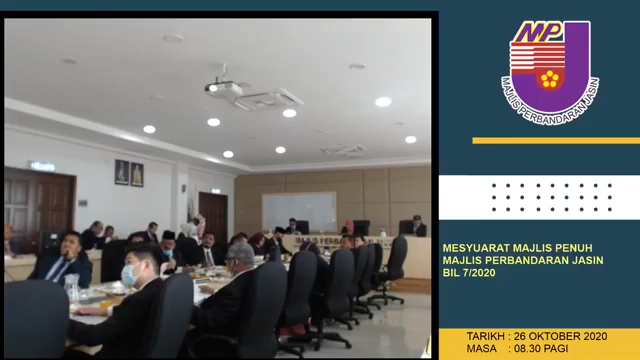 MPJ
MAJLIS PERBANDARAN JASIN
MESYUARAT MAJLIS PENUH
MAJLIS PERBANDARAN JASIN
BIL 7/2020
TARIKH : 26 OKTOBER 2020
MASA : 08.30 PAGI